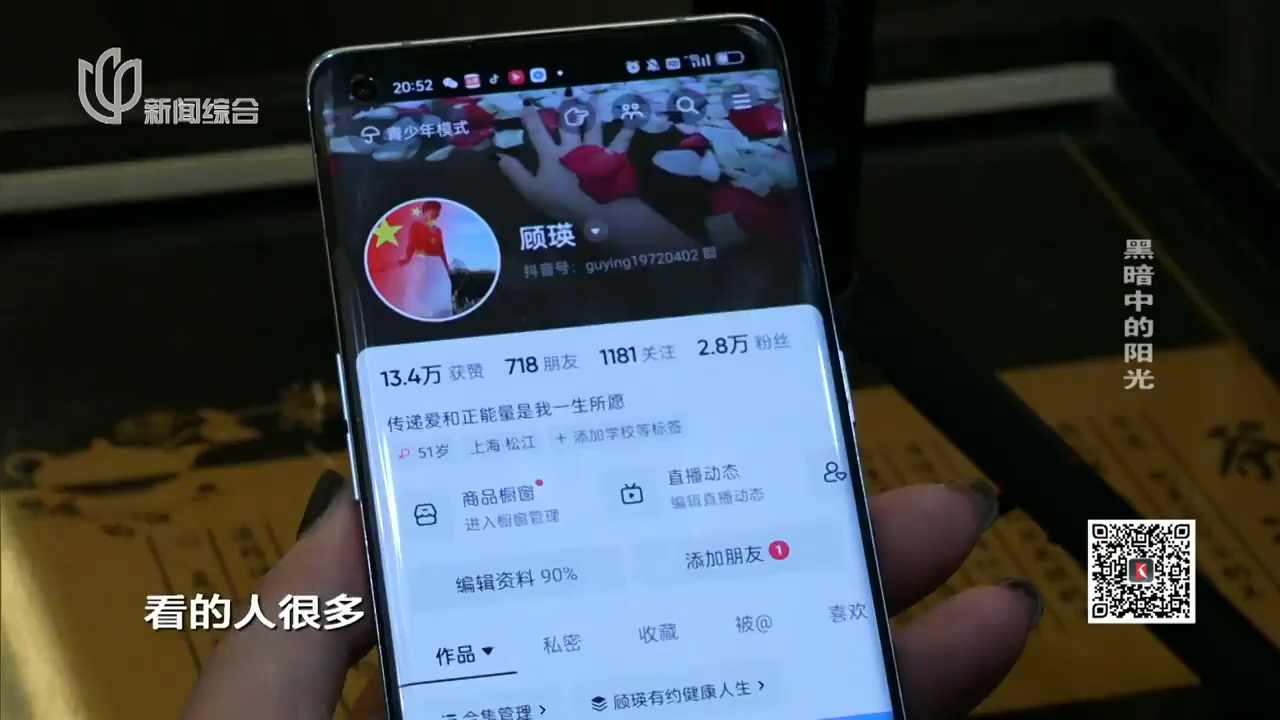 新闻综合
20:52
青少年模式
顾瑛
抖音号：guying19720402
13.4万 获赞 718 朋友 1181 关注 2.8万 粉丝
传递爱和正能量是我一生所愿
51岁 上海 松江 + 添加学校等标签
商品橱窗
进入橱窗管理
直播动态
编辑直播动态
编辑资料 90%
添加朋友 1
作品 私密 收藏 被@ 喜欢
合集管理 >
顾瑛有约健康人生 >
黑暗中的阳光
茶
看的人很多